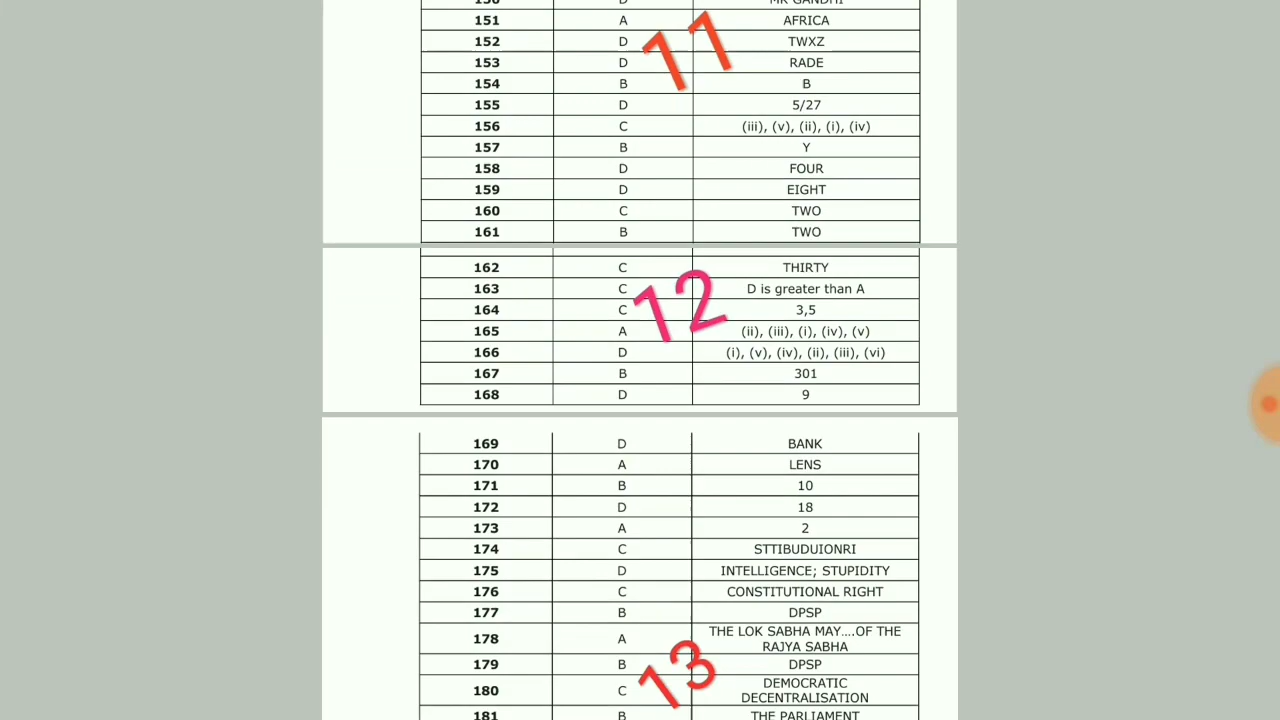 150 D MK GANDHI
151 A AFRICA
152 D TWXZ
153 D RADE
154 B B
155 D 5/27
156 C (iii), (v), (ii), (i), (iv)
157 B Y
158 D FOUR
159 D EIGHT
160 C TWO
161 B TWO
11
162 C THIRTY
163 C D is greater than A
164 C 3,5
165 A (ii), (iii), (i), (iv), (v)
166 D (i), (v), (iv), (ii), (iii), (vi)
167 B 301
168 D 9
12
169 D BANK
170 A LENS
171 B 10
172 D 18
173 A 2
174 C STTIBUDUIONRI
175 D INTELLIGENCE; STUPIDITY
176 C CONSTITUTIONAL RIGHT
177 B DPSP
178 A THE LOK SABHA MAY....OF THE
RAJYA SABHA
179 B DPSP
180 C DEMOCRATIC
DECENTRALISATION
181 B THE PARLIAMENT
13